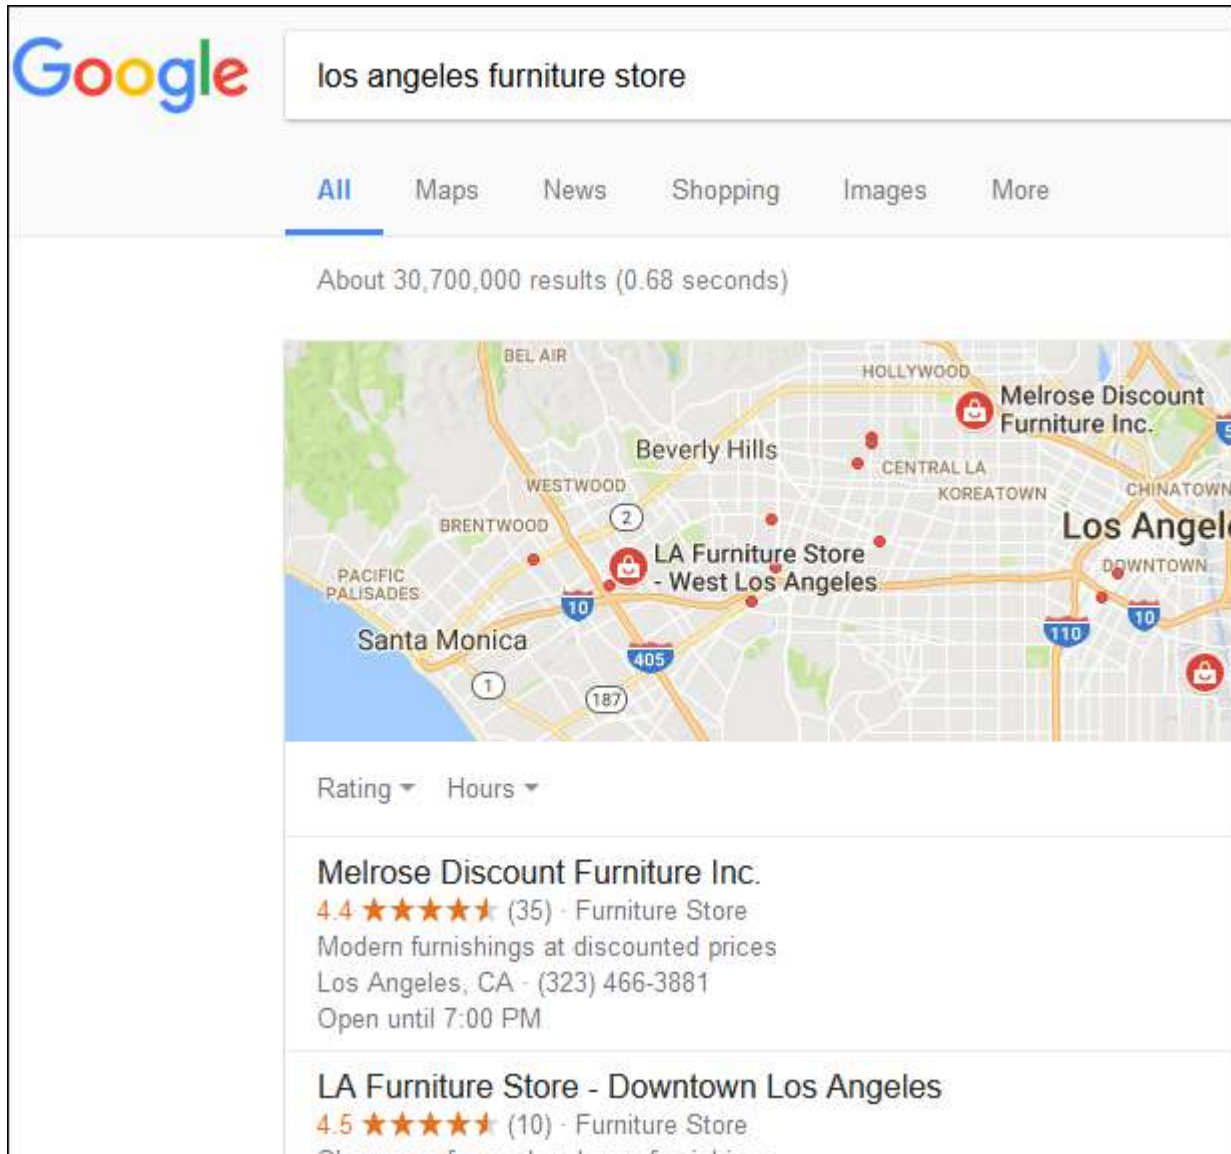 Google
los angeles furniture store
All Maps News Shopping Images More
About 30,700,000 results (0.68 seconds)
BEL AIR
HOLLYWOOD
Melrose Discount
Furniture Inc.
5
Beverly Hills
CENTRAL LA
WESTWOOD
KOREATOWN
CHINATOWN
BRENTWOOD
2
Los Angel
LA Furniture Store
- West Los Angeles
DOWNTOWN
PACIFIC
PALISADES
10
10
110
Santa Monica
405
1
187
Rating Hours
Melrose Discount Furniture Inc.
4.4 ★★★★★ (35) · Furniture Store
Modern furnishings at discounted prices
Los Angeles, CA · (323) 466-3881
Open until 7:00 PM
LA Furniture Store - Downtown Los Angeles
4.5 ★★★★★ (10) · Furniture Store